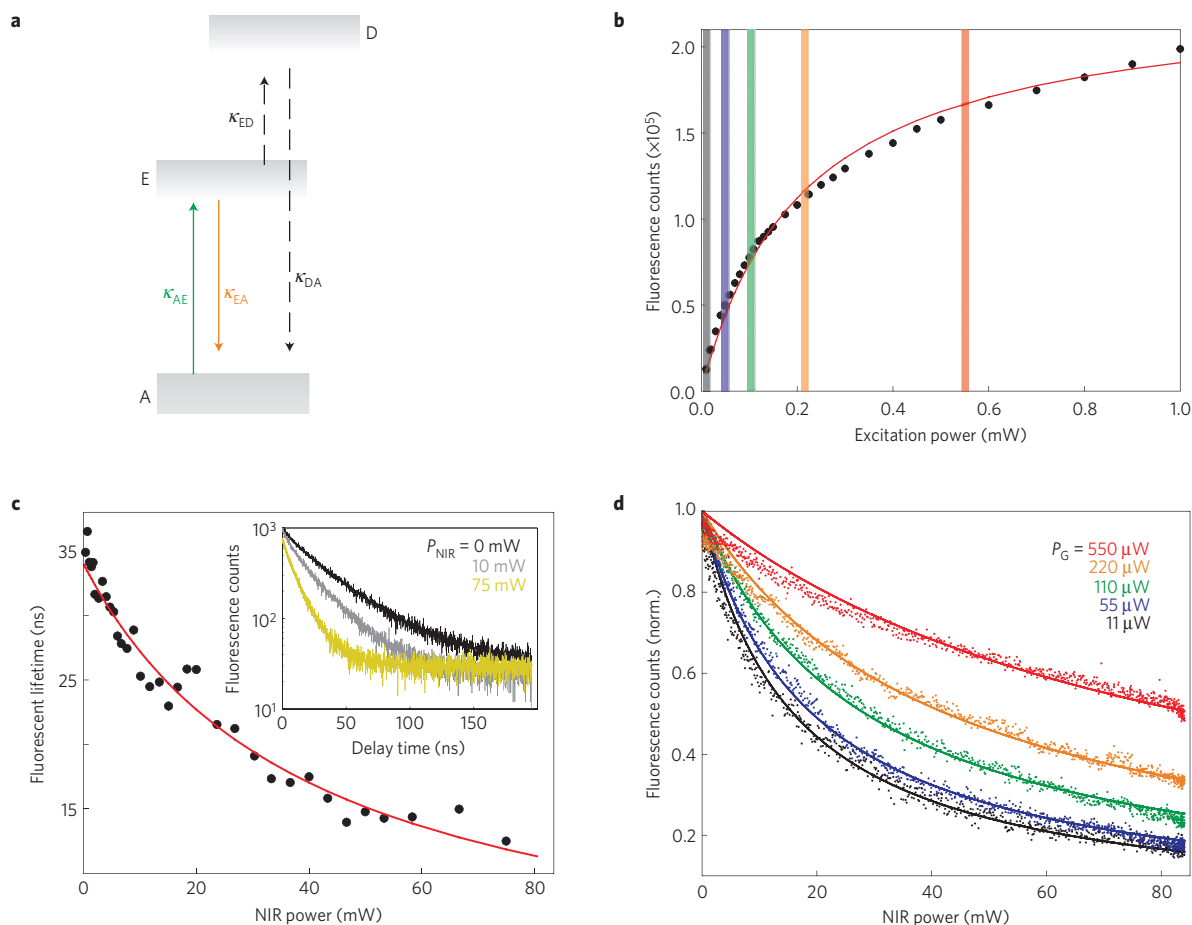 a
D
κED
E
κDA
κAE
κEA
A
b
Fluorescence counts (×10⁵)
2.0
1.5
1.0
0.5
0.0
0.0 0.2 0.4 0.6 0.8 1.0
Excitation power (mW)
c
Fluorescent lifetime (ns)
35
25
15
0 20 40 60 80
NIR power (mW)
Fluorescence counts
10³
10²
10¹
0 50 100 150
Delay time (ns)
PNIR = 0 mW
10 mW
75 mW
d
Fluorescence counts (norm.)
1.0
0.8
0.6
0.4
0.2
0 20 40 60 80
NIR power (mW)
PG = 550 µW
220 µW
110 µW
55 µW
11 µW